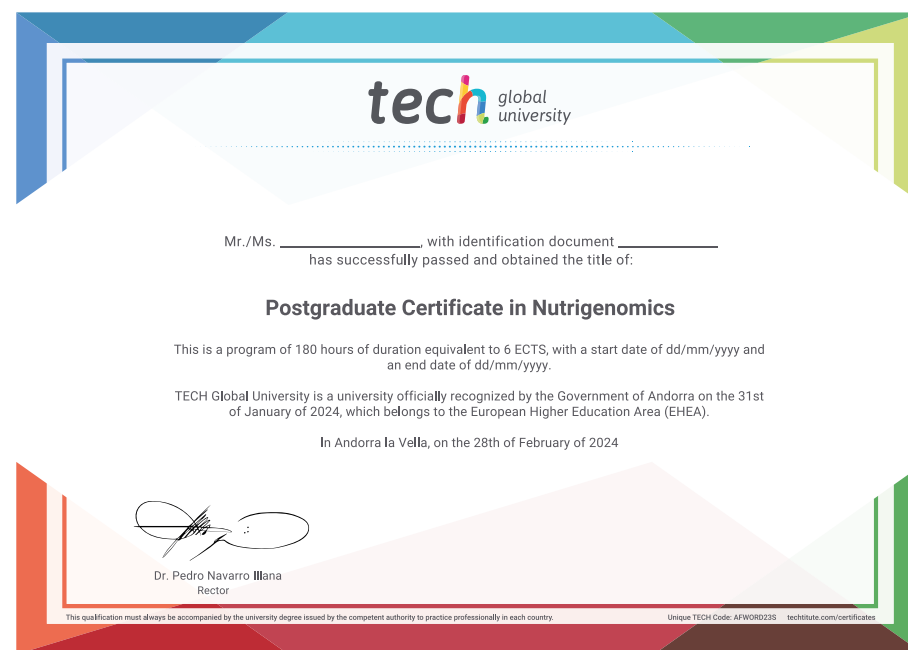 tech global
university
Mr./Ms. ____________________, with identification document ______________
has successfully passed and obtained the title of:
Postgraduate Certificate in Nutrigenomics
This is a program of 180 hours of duration equivalent to 6 ECTS, with a start date of dd/mm/yyyy and
an end date of dd/mm/yyyy.
TECH Global University is a university officially recognized by the Government of Andorra on the 31st
of January of 2024, which belongs to the European Higher Education Area (EHEA).
In Andorra la Vella, on the 28th of February of 2024
Dr. Pedro Navarro Illana
Rector
This qualification must always be accompanied by the university degree issued by the competent authority to practice professionally in each country.
Unique TECH Code: AFWORD23S techtitute.com/certificates